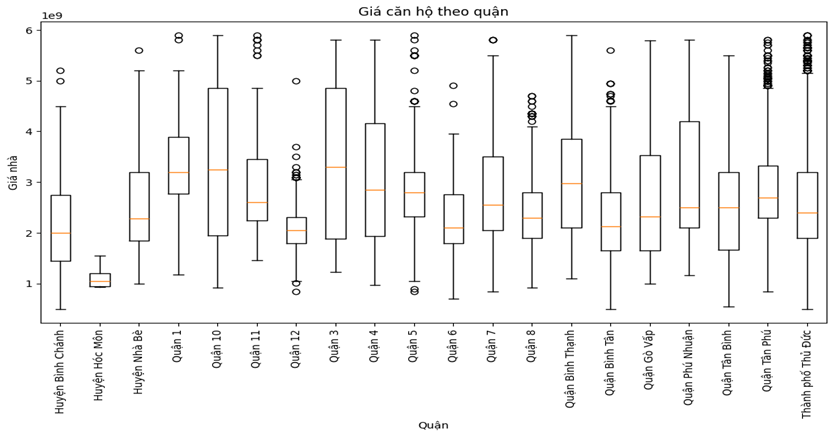 Giá căn hộ theo quận
1e9
6
5
4
3
2
1
Giá nhà
Huyện Bình Chánh
Huyện Hóc Môn
Huyện Nhà Bè
Quận 1
Quận 10
Quận 11
Quận 12
Quận 3
Quận 4
Quận 5
Quận 6
Quận 7
Quận 8
Quận Bình Thạnh
Quận Bình Tân
Quận Gò Vấp
Quận Phú Nhuận
Quận Tân Bình
Quận Tân Phú
Thành phố Thủ Đức
Quận